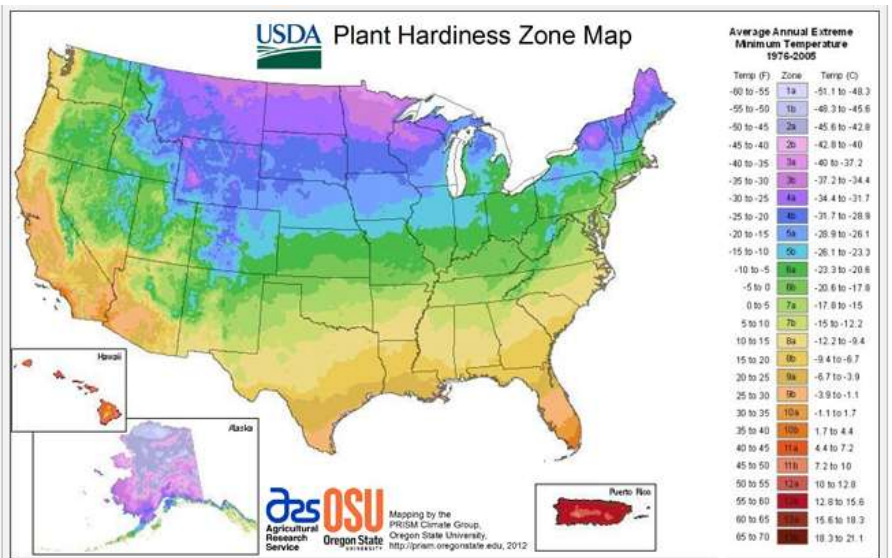 USDA Plant Hardiness Zone Map
Average Annual Extreme
Minimum Temperature
1976-2005
Temp (F) Zone Temp (C)
-60 to -55 1a -51.1 to -48.3
-55 to -50 1b -48.3 to -45.6
-50 to -45 2a -45.6 to -42.8
-45 to -40 2b -42.8 to -40
-40 to -35 3a -40 to -37.2
-35 to -30 3b -37.2 to -34.4
-30 to -25 4a -34.4 to -31.7
-25 to -20 4b -31.7 to -28.9
-20 to -15 5a -28.9 to -26.1
-15 to -10 5b -26.1 to -23.3
-10 to -5 6a -23.3 to -20.6
-5 to 0 6b -20.6 to -17.8
0 to 5 7a -17.8 to -15
5 to 10 7b -15 to -12.2
10 to 15 8a -12.2 to -9.4
15 to 20 8b -9.4 to -6.7
20 to 25 9a -6.7 to -3.9
25 to 30 9b -3.9 to -1.1
30 to 35 10a -1.1 to 1.7
35 to 40 10b 1.7 to 4.4
40 to 45 11a 4.4 to 7.2
45 to 50 11b 7.2 to 10
50 to 55 12a 10 to 12.8
55 to 60 12.8 to 15.6
60 to 65 15.6 to 18.3
65 to 70 18.3 to 21.1
Hawaii
Alaska
Puerto Rico
ars
Agricultural
Research
Service
OSU
Oregon State
UNIVERSITY
Mapping by the
PRISM Climate Group,
Oregon State University,
http://prism.oregonstate.edu, 2012